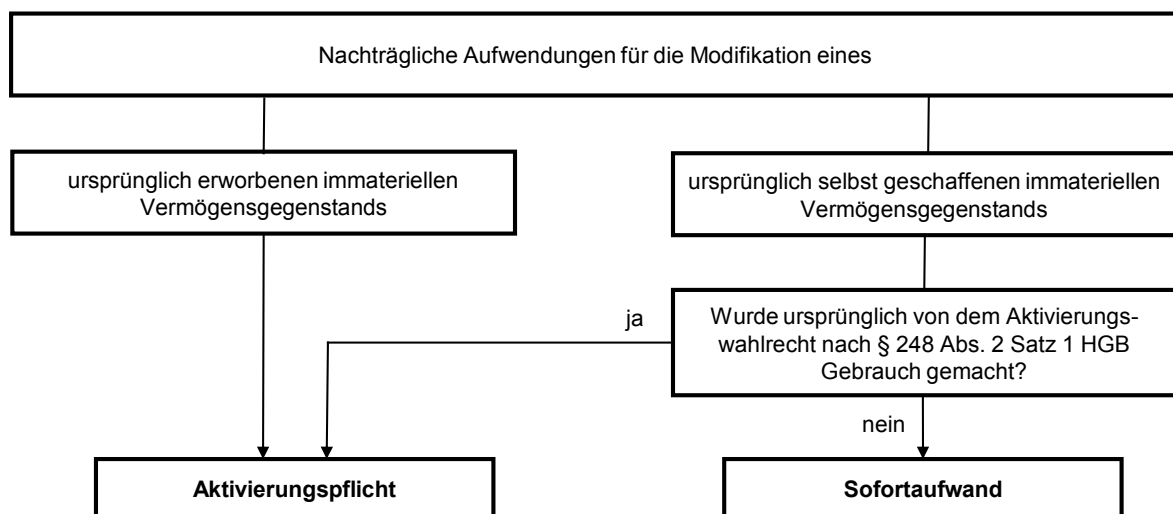 Nachträgliche Aufwendungen für die Modifikation eines
ursprünglich erworbenen immateriellen
Vermögensgegenstands
ursprünglich selbst geschaffenen immateriellen
Vermögensgegenstands
ja
Wurde ursprünglich von dem Aktivierungs-
wahlrecht nach § 248 Abs. 2 Satz 1 HGB
Gebrauch gemacht?
nein
Aktivierungspflicht
Sofortaufwand